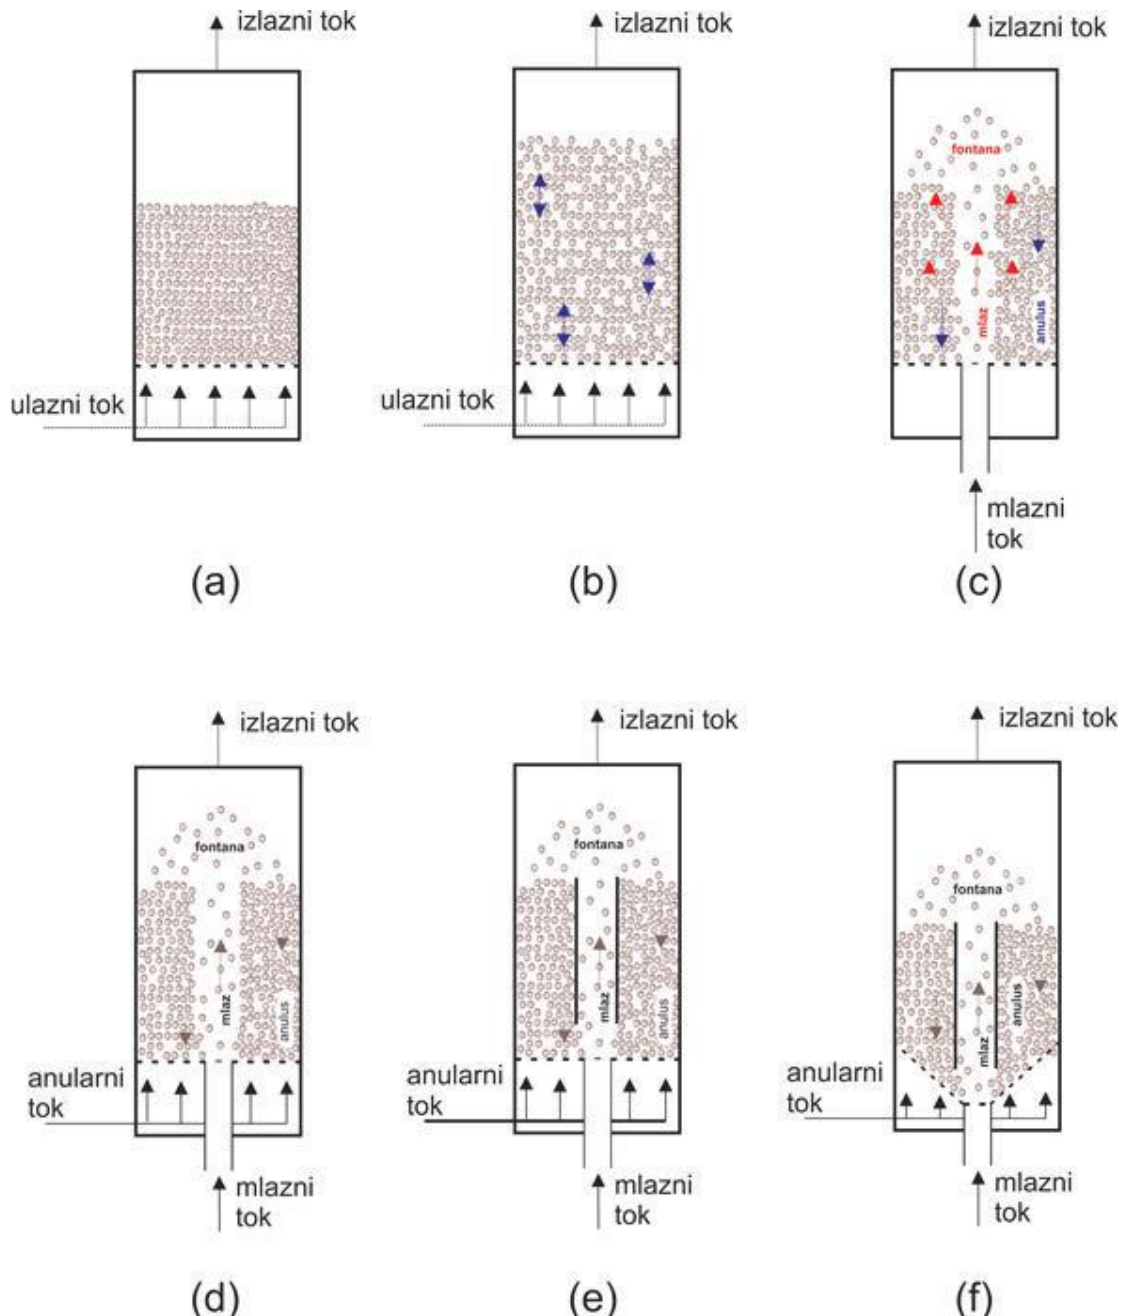 izlazni tok
ulazni tok
(a)
izlazni tok
ulazni tok
(b)
izlazni tok
fontana
mlaz
anulus
mlazni
tok
(c)
izlazni tok
fontana
mlaz
anulus
anularni
tok
mlazni
tok
(d)
izlazni tok
fontana
mlaz
anulus
anularni
tok
mlazni
tok
(e)
izlazni tok
fontana
mlaz
anulus
anularni
tok
mlazni
tok
(f)